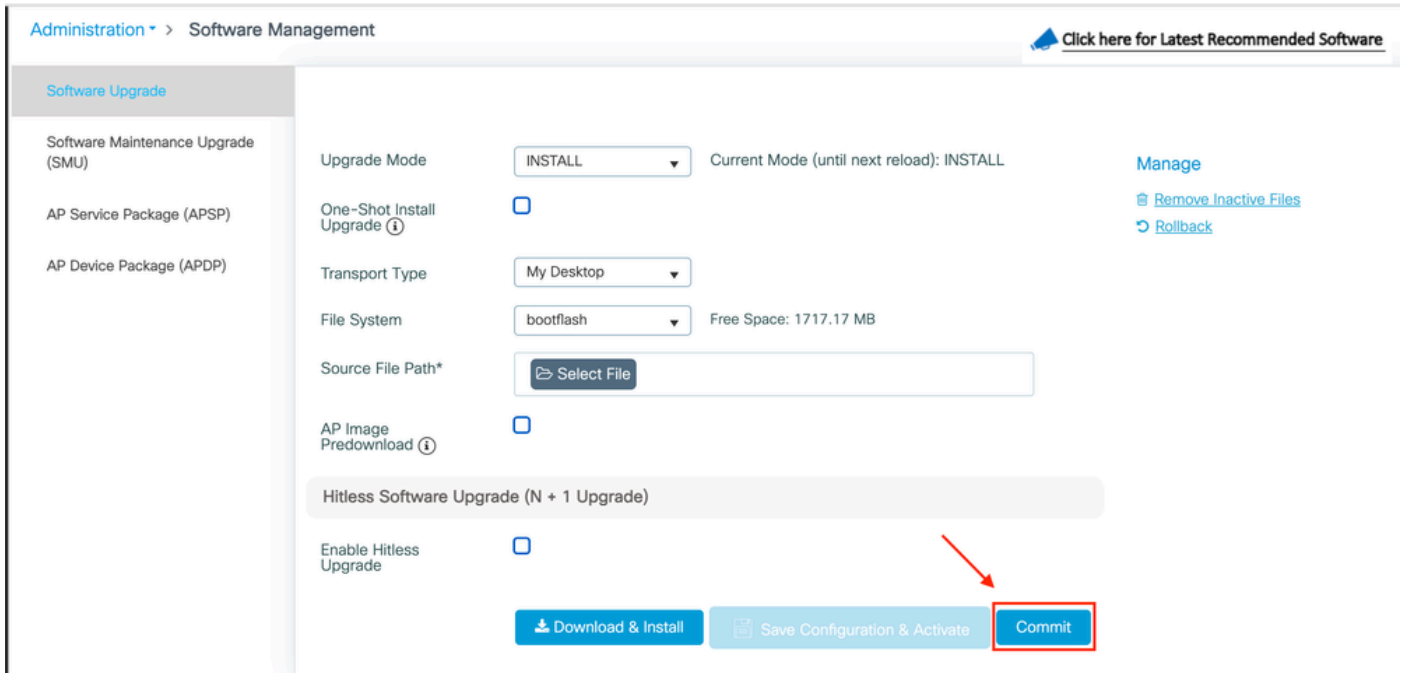 Administration > Software Management
Click here for Latest Recommended Software
Software Upgrade
Software Maintenance Upgrade
(SMU)
AP Service Package (APSP)
AP Device Package (APDP)
Upgrade Mode
INSTALL
Current Mode (until next reload): INSTALL
One-Shot Install
Upgrade
Transport Type
My Desktop
File System
bootflash
Free Space: 1717.17 MB
Source File Path*
Select File
AP Image
Predownload
Hitless Software Upgrade (N + 1 Upgrade)
Enable Hitless
Upgrade
Download & Install
Save Configuration & Activate
Commit
Manage
Remove Inactive Files
Rollback